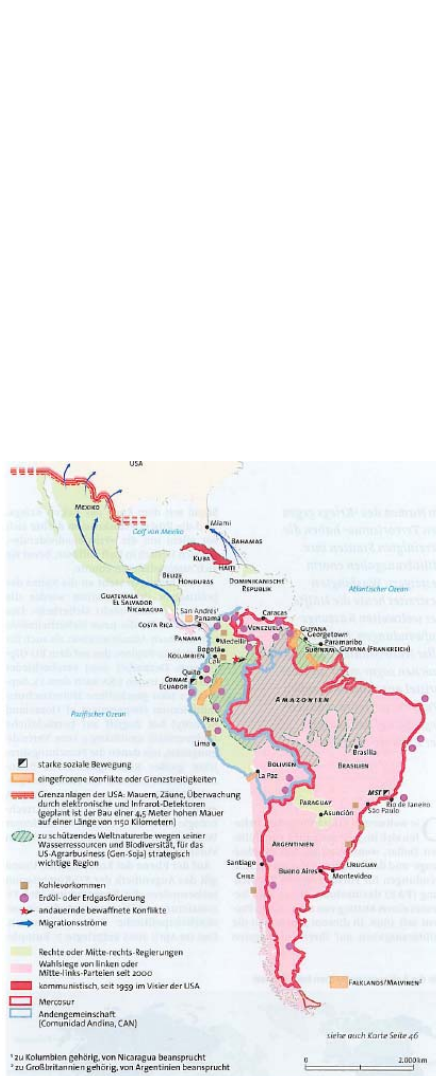 USA
MEXIKO
Golf von Mexiko
Miami
BAHAMAS
KUBA
HAITI
DOMINIKANISCHE
REPUBLIK
Atlantischer Ozean
BELIZE
HONDURAS
GUATEMALA
EL SALVADOR
NICARAGUA
COSTA RICA
San Andrés¹
Panama
PANAMA
Caracas
VENEZUELA
GUYANA
Georgetown
Paramaribo
SURINAM
GUYANA (FRANKREICH)
Medellín
Bogotá
KOLUMBIEN
Cali
Quito
CONAIE
ECUADOR
AMAZONIEN
Pazifischer Ozean
PERU
Lima
Brasília
BRASILIEN
BOLIVIEN
La Paz
MST
Rio de Janeiro
São Paulo
PARAGUAY
Asunción
ARGENTINIEN
Santiago
CHILE
Buenos Aires
URUGUAY
Montevideo
FALKLANDS/MALVINEN²
starke soziale Bewegung
eingefrorene Konflikte oder Grenzstreitigkeiten
Grenzanlagen der USA: Mauern, Zäune, Überwachung
durch elektronische und Infrarot-Detektoren
(geplant ist der Bau einer 4,5 Meter hohen Mauer
auf einer Länge von 1150 Kilometern)
zu schützendes Weltnaturerbe wegen seiner
Wasserressourcen und Biodiversität, für das
US-Agrarbusiness (Gen-Soja) strategisch
wichtige Region
Kohlevorkommen
Erdöl- oder Erdgasförderung
andauernde bewaffnete Konflikte
Migrationsströme
Rechte oder Mitte-rechts-Regierungen
Wahlsiege von linken oder
Mitte-links-Parteien seit 2000
kommunistisch, seit 1959 im Visier der USA
Mercosur
Andengemeinschaft
(Comunidad Andina, CAN)
siehe auch Karte Seite 46
¹ zu Kolumbien gehörig, von Nicaragua beansprucht
² zu Großbritannien gehörig, von Argentinien beansprucht
0 2.000km